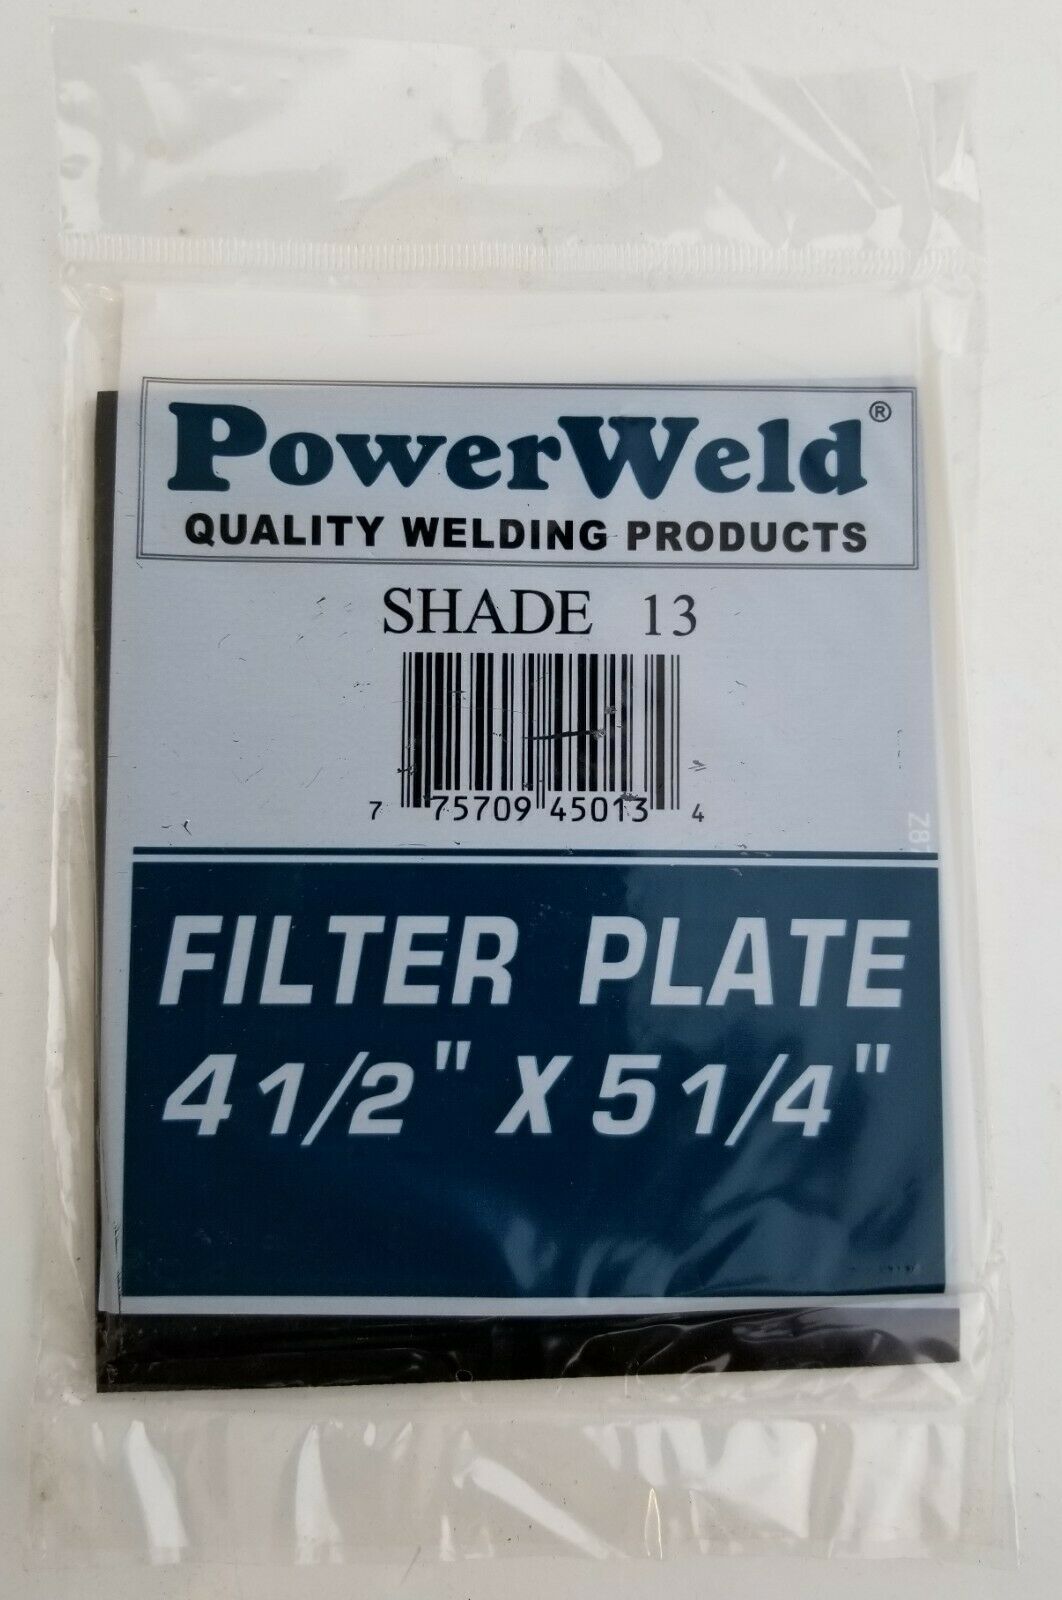 PowerWeld®
QUALITY WELDING PRODUCTS
SHADE 13
7 75709 45013 4
FILTER PLATE
4 1/2" X 5 1/4"